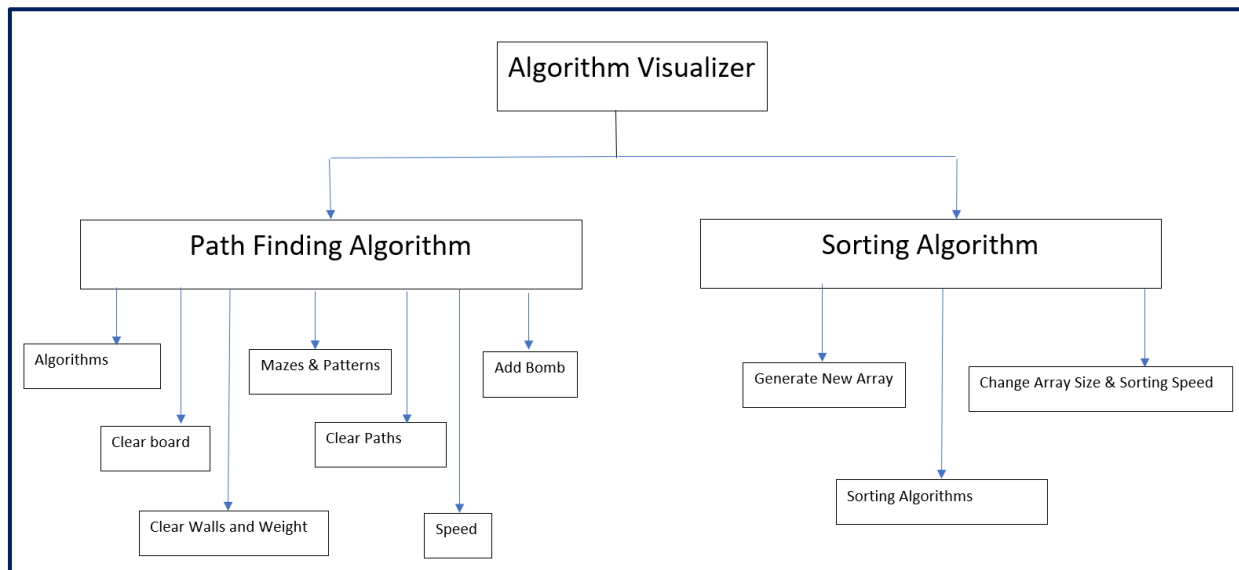 Algorithm Visualizer
Path Finding Algorithm
Sorting Algorithm
Algorithms
Mazes & Patterns
Add Bomb
Generate New Array
Change Array Size & Sorting Speed
Clear board
Clear Paths
Sorting Algorithms
Clear Walls and Weight
Speed